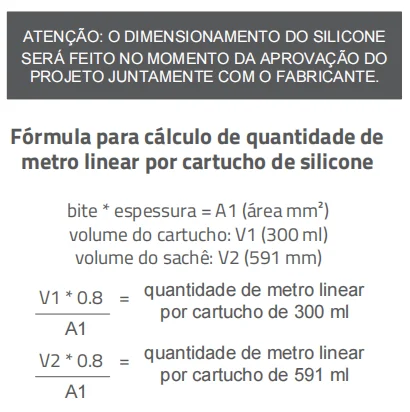 ATENÇÃO: O DIMENSIONAMENTO DO SILICONE
SERÁ FEITO NO MOMENTO DA APROVAÇÃO DO
PROJETO JUNTAMENTE COM O FABRICANTE.
Fórmula para cálculo de quantidade de
metro linear por cartucho de silicone
bite * espessura = A1 (área mm²)
volume do cartucho: V1 (300 ml)
volume do sachê: V2 (591 mm)
V1 * 0.8 = quantidade de metro linear
A1 por cartucho de 300 ml
V2 * 0.8 = quantidade de metro linear
A1 por cartucho de 591 ml